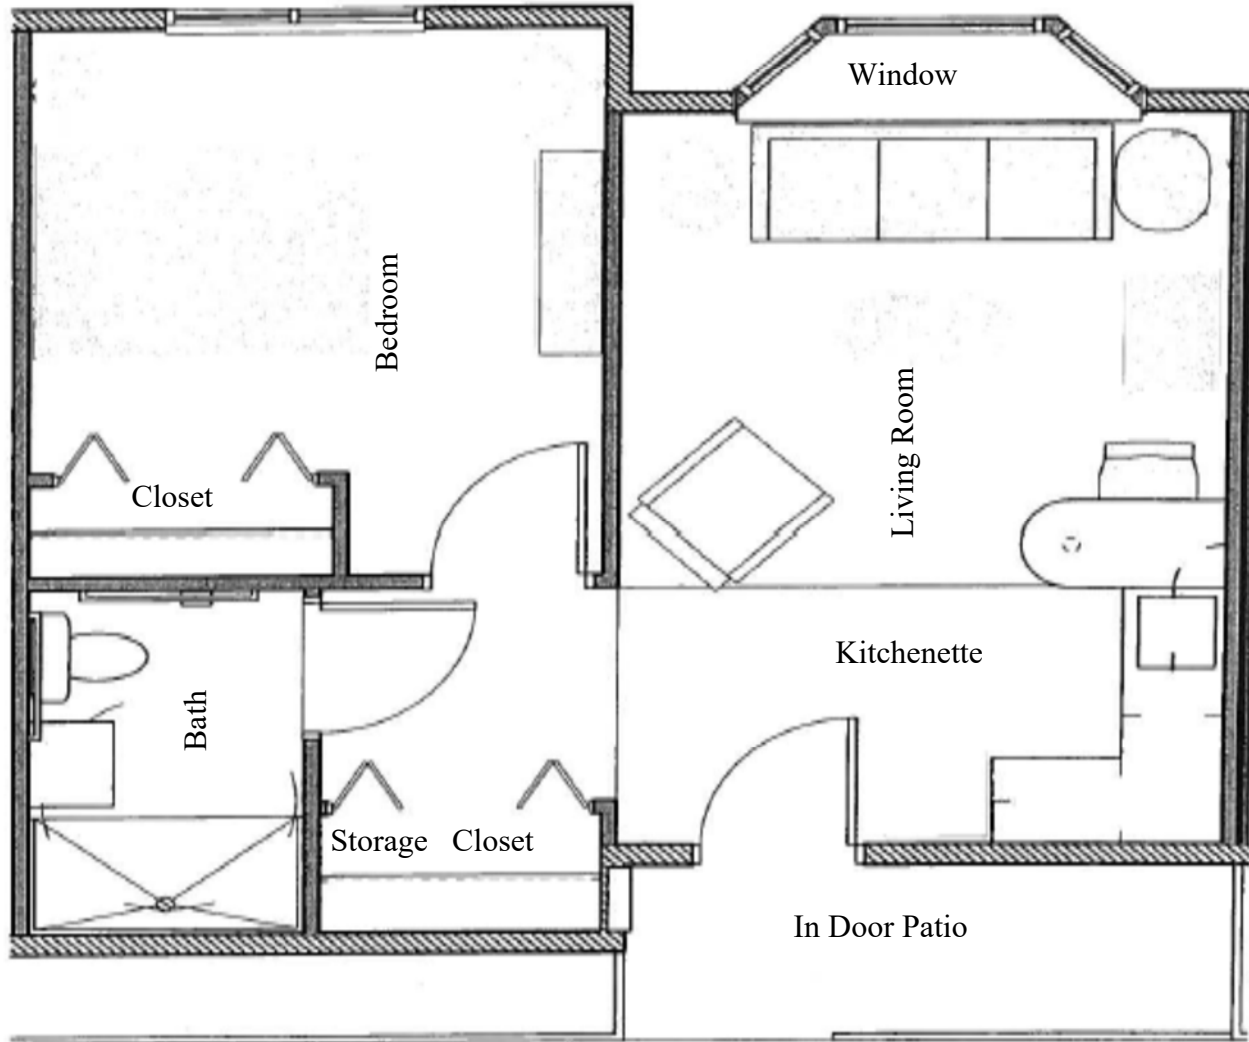 Window
Bedroom
Living Room
Closet
Kitchenette
Bath
Storage Closet
In Door Patio